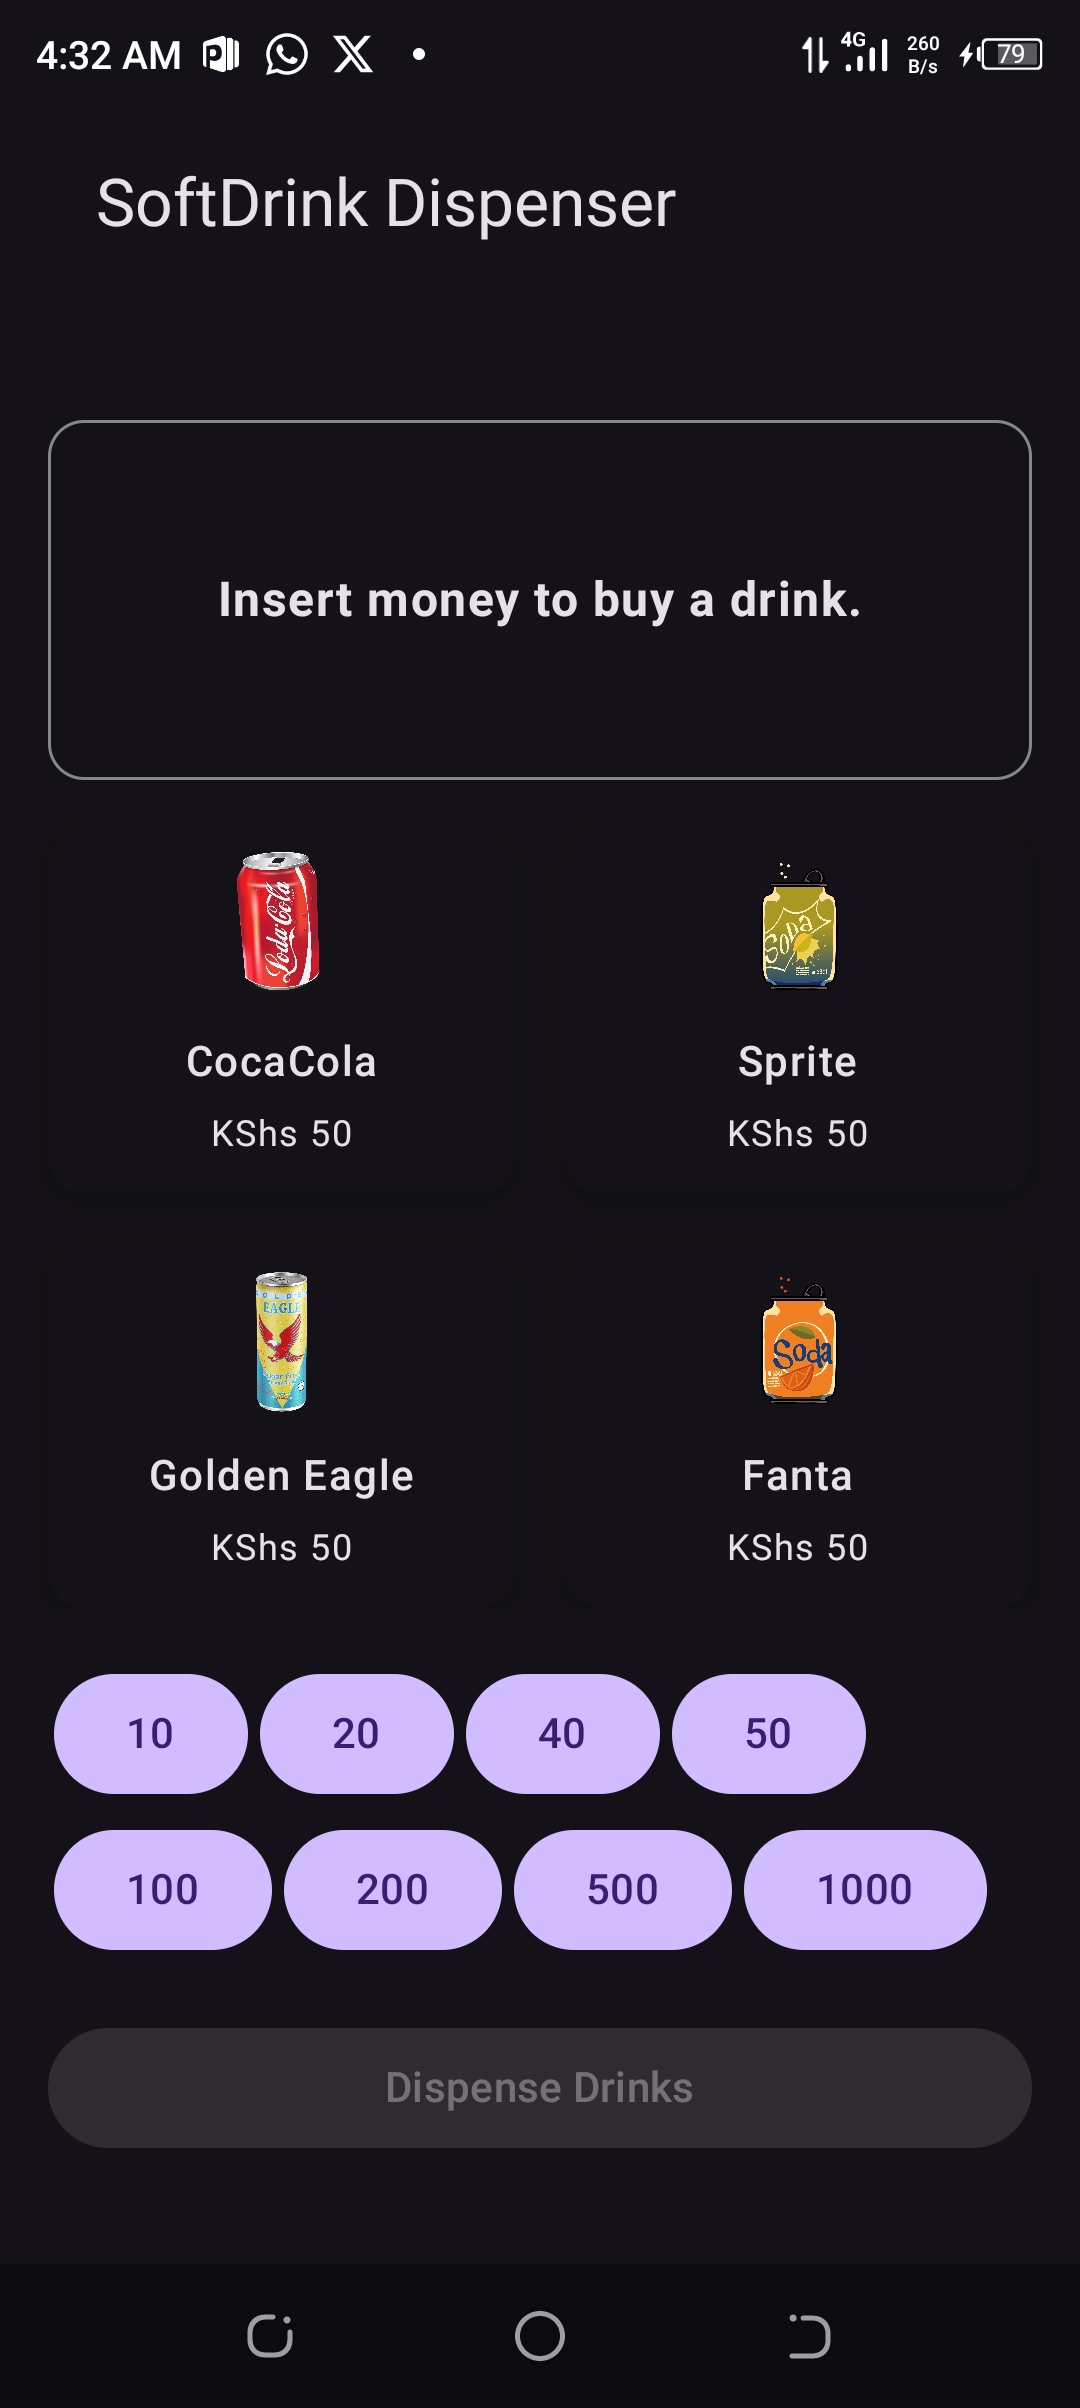 4:32 AM 4G 260 B/s 79
SoftDrink Dispenser
Insert money to buy a drink.
Loda Cola
Soda
CocaCola
Sprite
KShs 50
KShs 50
EAGLE
Soda
Golden Eagle
Fanta
KShs 50
KShs 50
10
20
40
50
100
200
500
1000
Dispense Drinks